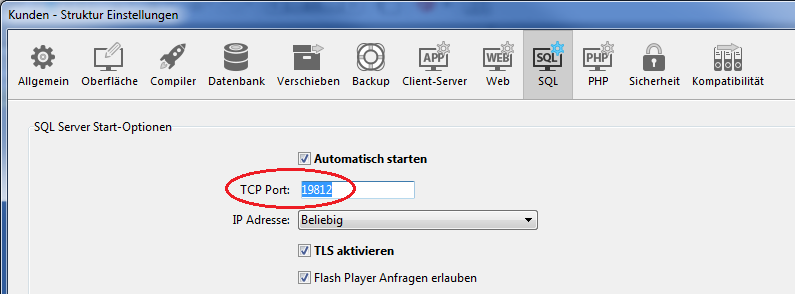 Kunden - Struktur Einstellungen
APP WEB SQL PHP
Allgemein Oberfläche Compiler Datenbank Verschieben Backup Client-Server Web SQL PHP Sicherheit Kompatibilität
SQL Server Start-Optionen
Automatisch starten
TCP Port: 19812
IP Adresse: Beliebig
TLS aktivieren
Flash Player Anfragen erlauben